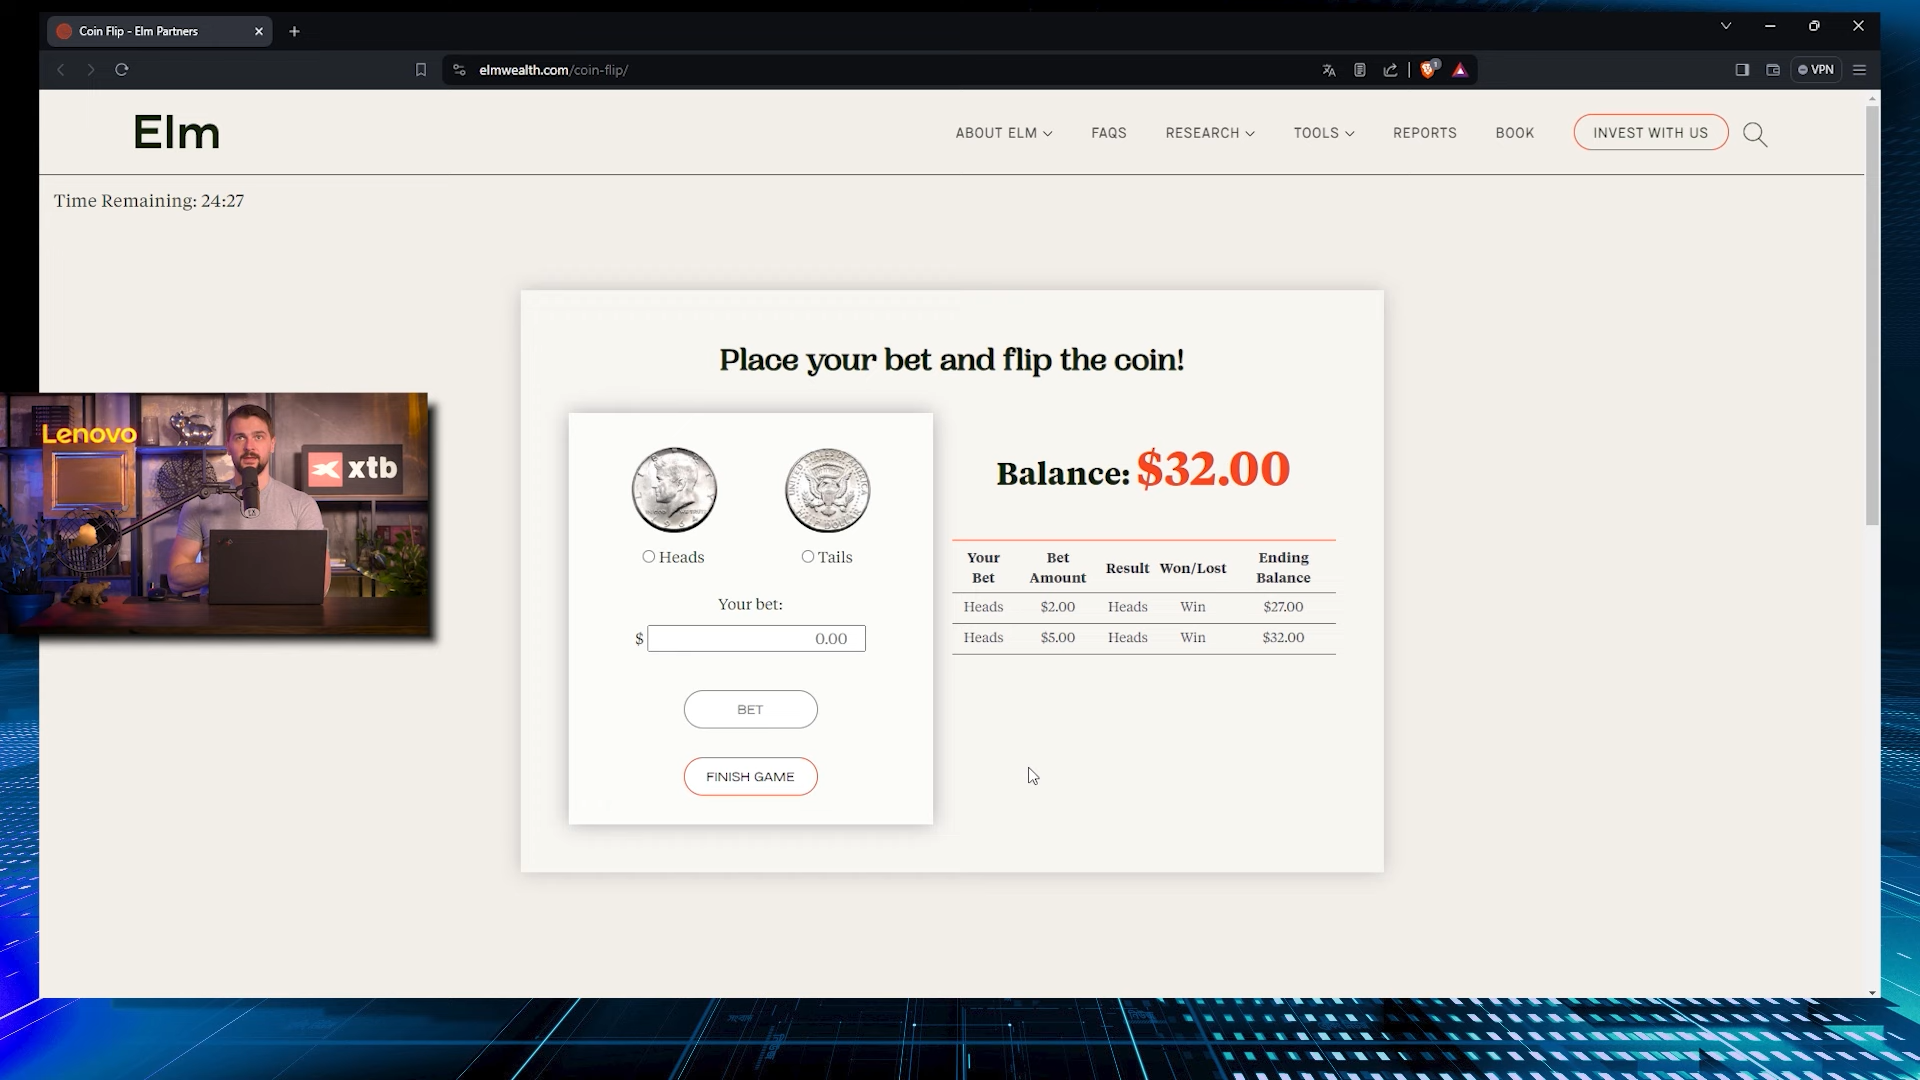 Coin Flip - Elm Partners
elmwealth.com/coin-flip/
VPN
Elm
ABOUT ELM
FAQS
RESEARCH
TOOLS
REPORTS
BOOK
INVEST WITH US
Time Remaining: 24:27
Place your bet and flip the coin!
Heads
Tails
Your bet:
$ 0.00
BET
FINISH GAME
Balance: $32.00
Your Bet Bet Amount Result Won/Lost Ending Balance
Heads $2.00 Heads Win $27.00
Heads $5.00 Heads Win $32.00
Lenovo
xtb